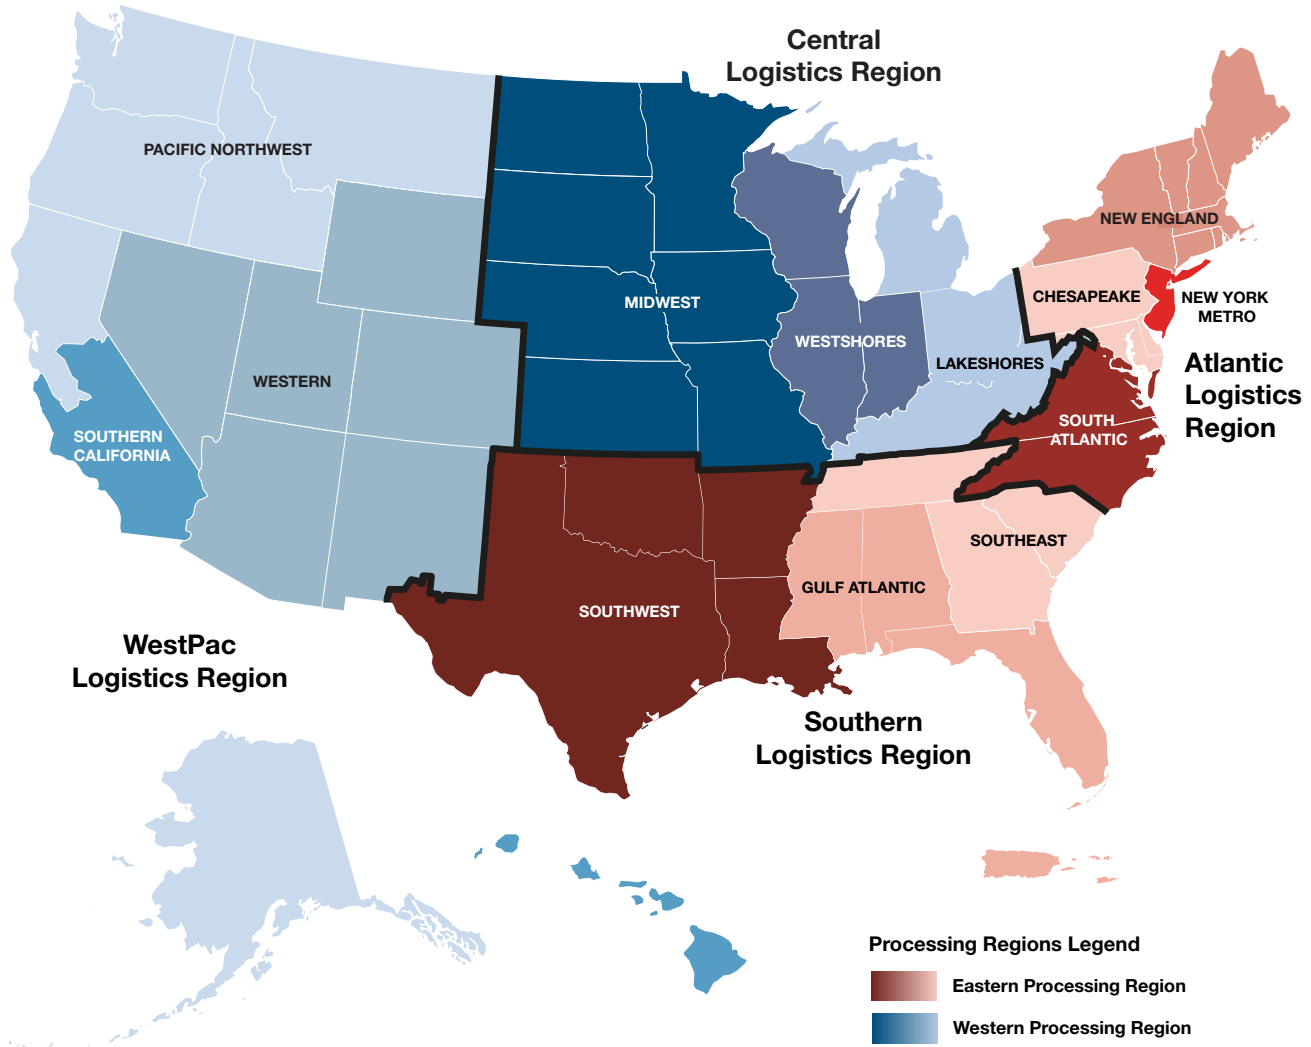 Central
Logistics Region
PACIFIC NORTHWEST
NEW ENGLAND
CHESAPEAKE
NEW YORK
METRO
MIDWEST
WESTSHORES
LAKESHORES
Atlantic
Logistics
Region
WESTERN
SOUTHERN
CALIFORNIA
SOUTH
ATLANTIC
SOUTHEAST
GULF ATLANTIC
SOUTHWEST
WestPac
Logistics Region
Southern
Logistics Region
Processing Regions Legend
Eastern Processing Region
Western Processing Region